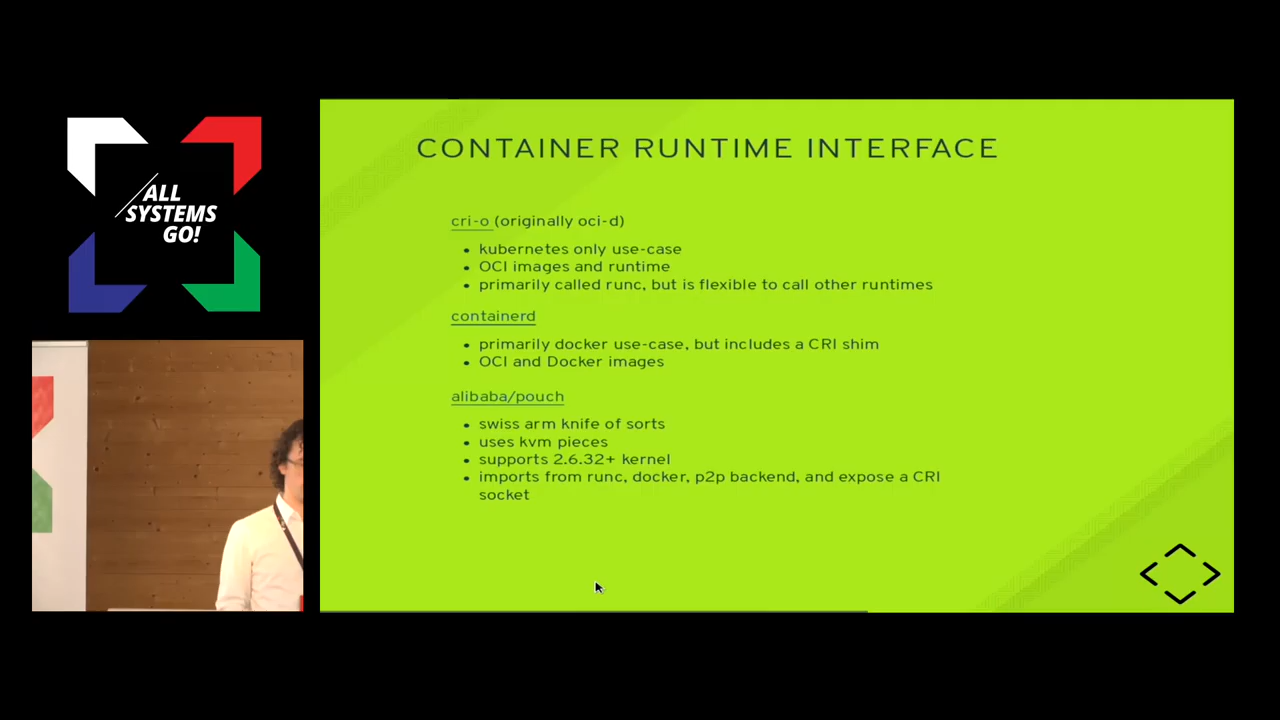 ALL
SYSTEMS
GO!
CONTAINER RUNTIME INTERFACE
cri-o (originally oci-d)
• kubernetes only use-case
• OCI images and runtime
• primarily called runc, but is flexible to call other runtimes
containerd
• primarily docker use-case, but includes a CRI shim
• OCI and Docker images
alibaba/pouch
• swiss arm knife of sorts
• uses kvm pieces
• supports 2.6.32+ kernel
• imports from runc, docker, p2p backend, and expose a CRI
socket